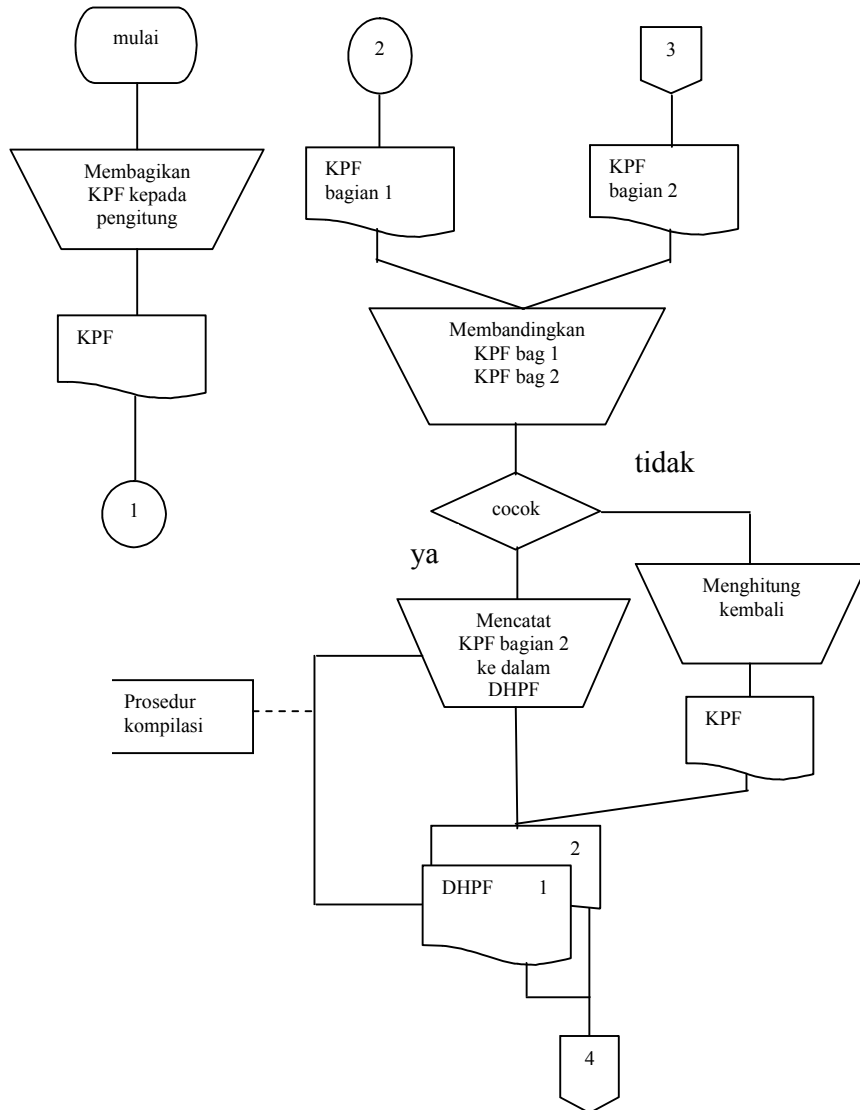 mulai
Membagikan
KPF kepada
pengitung
KPF
1
2
KPF
bagian 1
3
KPF
bagian 2
Membandingkan
KPF bag 1
KPF bag 2
cocok
tidak
ya
Menghitung
kembali
KPF
Mencatat
KPF bagian 2
ke dalam
DHPF
Prosedur
kompilasi
2
DHPF 1
4